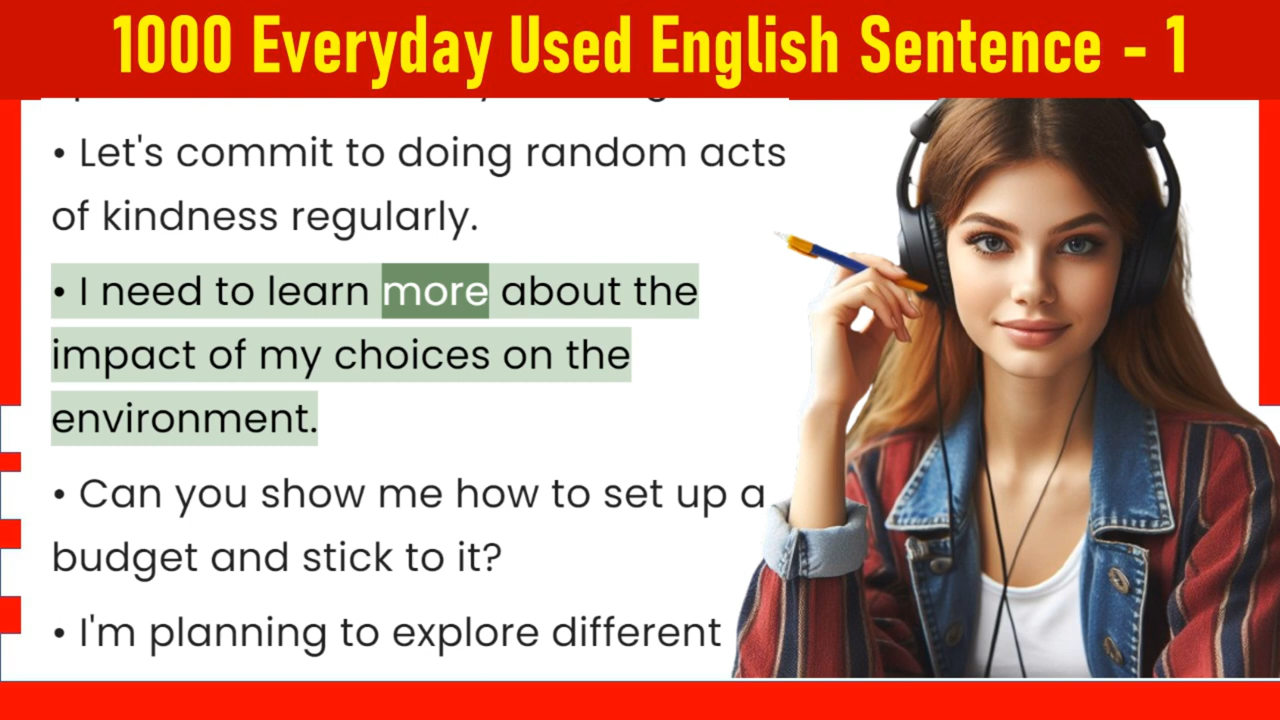 1000 Everyday Used English Sentence - 1
• Let's commit to doing random acts
of kindness regularly.
• I need to learn more about the
impact of my choices on the
environment.
• Can you show me how to set up a
budget and stick to it?
• I'm planning to explore different